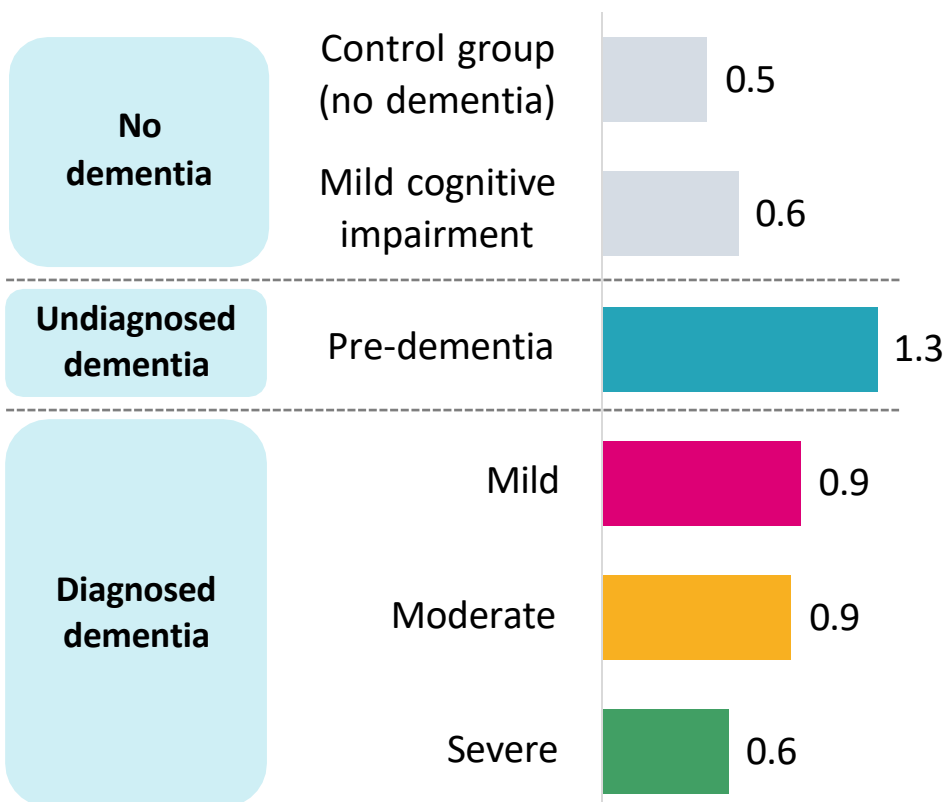 No
dementia
Control group
(no dementia)
0.5
Mild cognitive
impairment
0.6
Undiagnosed
dementia
Pre-dementia
1.3
Diagnosed
dementia
Mild
0.9
Moderate
0.9
Severe
0.6